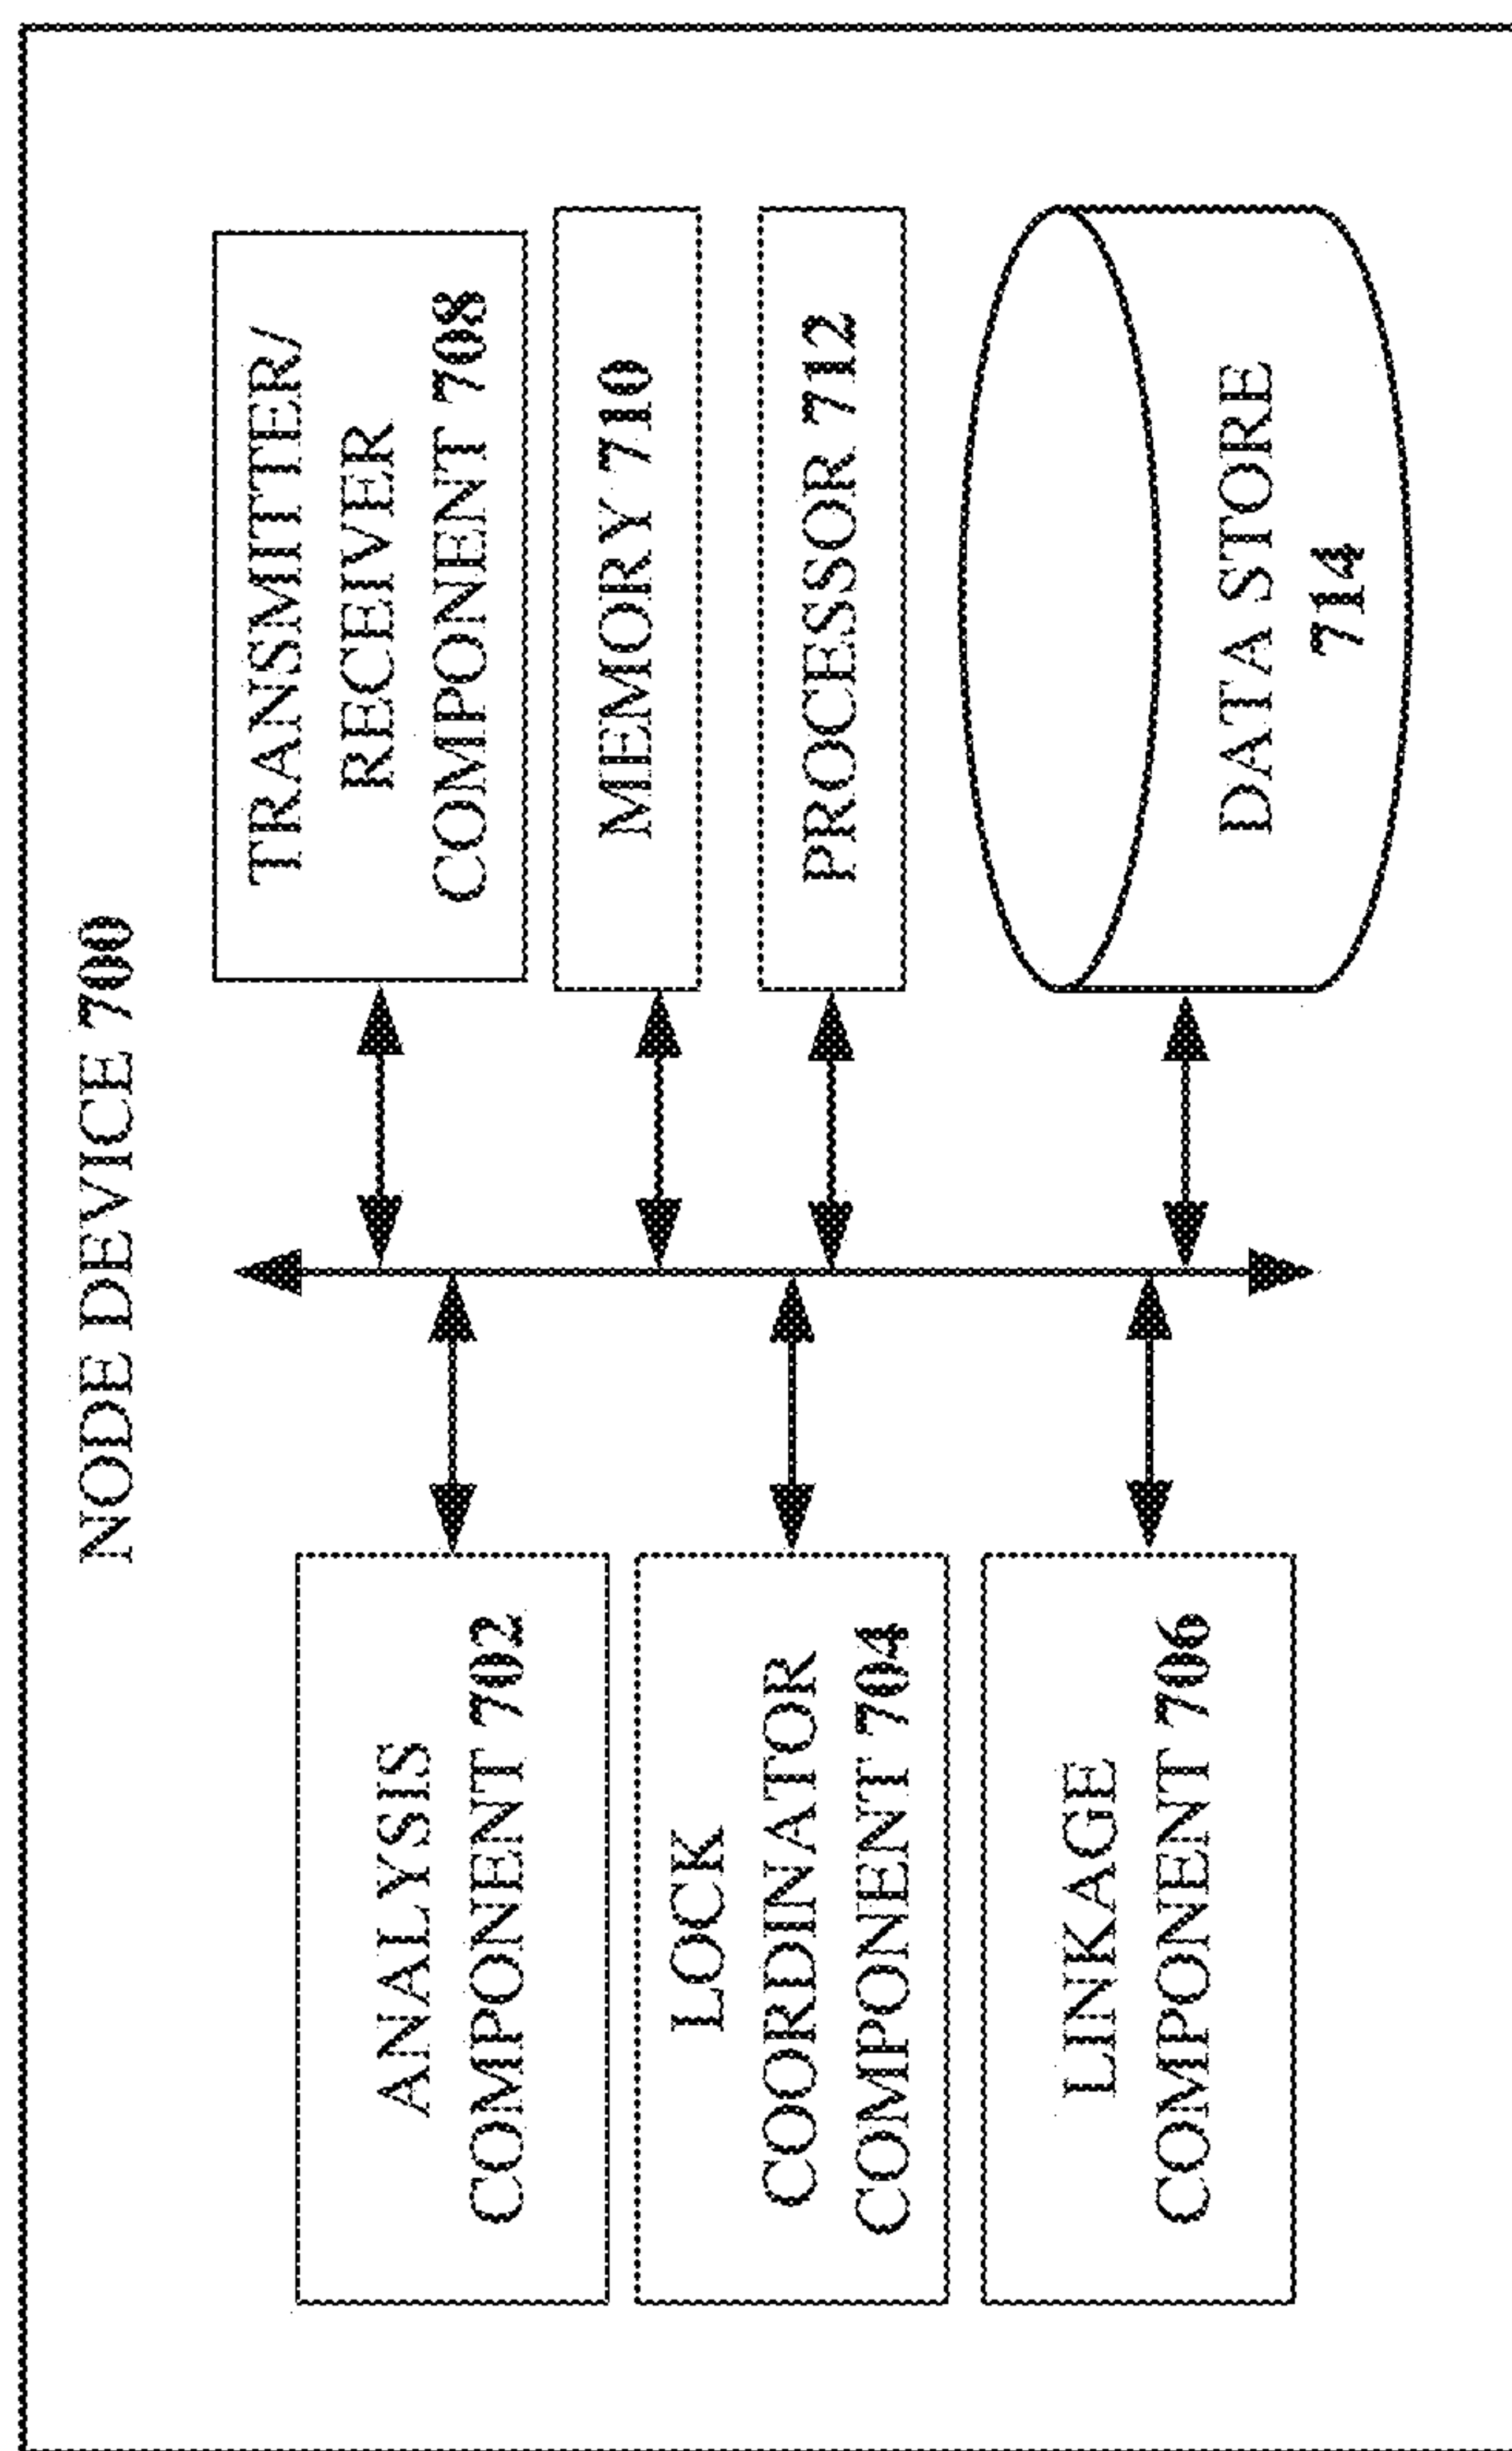 NODE DEVICE 700
ANALYSIS
COMPONENT 702
LOCK
COORDINATOR
COMPONENT 704
LINKAGE
COMPONENT 706
TRANSMITTER/
RECEIVER
COMPONENT 708
MEMORY 710
PROCESSOR 712
DATA STORE
714